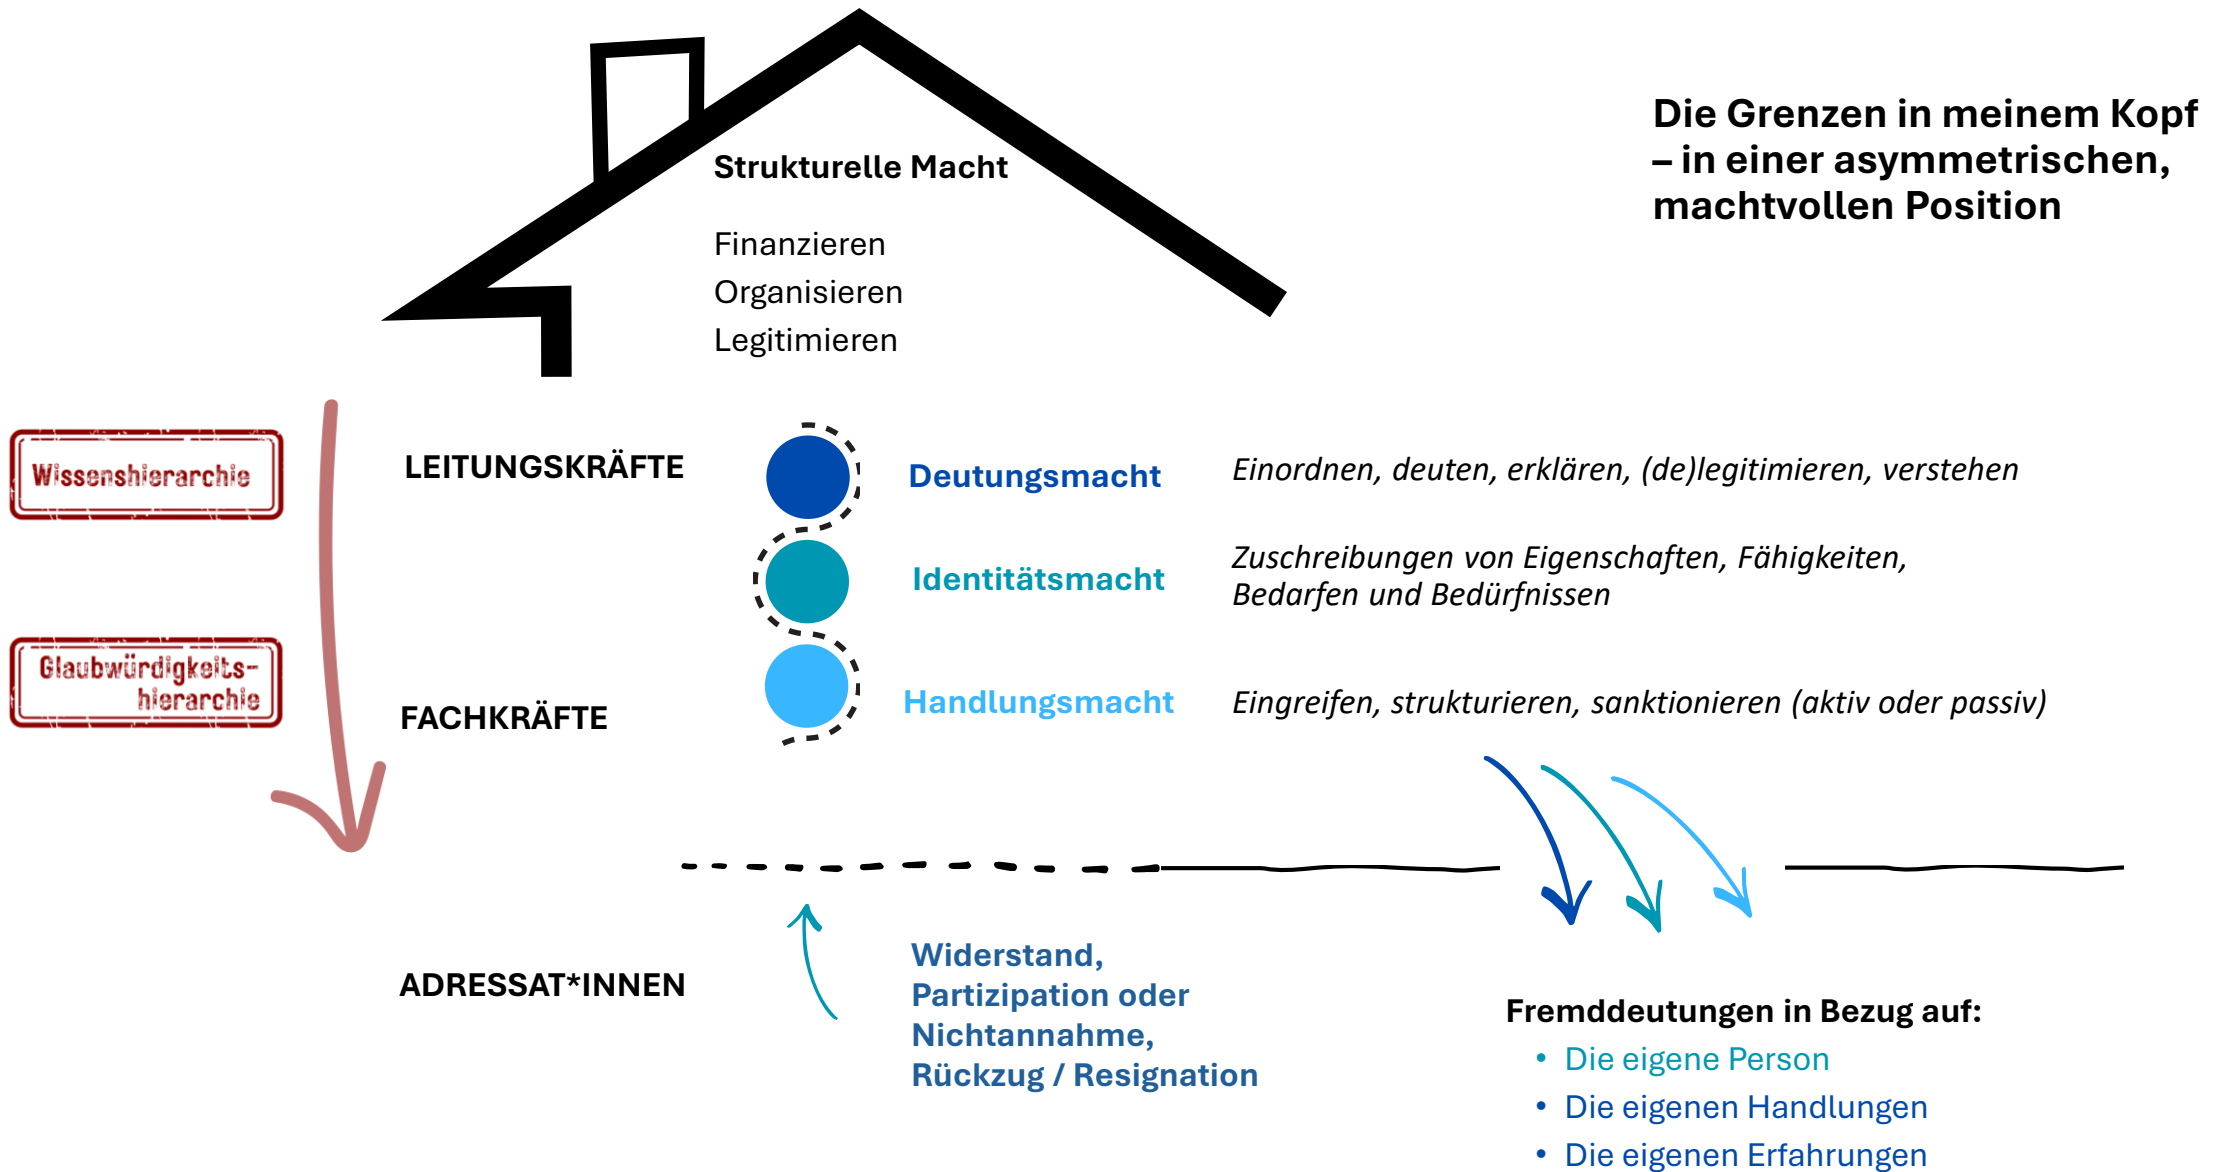 Die Grenzen in meinem Kopf
– in einer asymmetrischen,
machtvollen Position
Strukturelle Macht
Finanzieren
Organisieren
Legitimieren
Wissenshierarchie
LEITUNGSKRÄFTE
Deutungsmacht
Einordnen, deuten, erklären, (de)legitimieren, verstehen
Identitätsmacht
Zuschreibungen von Eigenschaften, Fähigkeiten,
Bedarfen und Bedürfnissen
Glaubwürdigkeits-
hierarchie
FACHKRÄFTE
Handlungsmacht
Eingreifen, strukturieren, sanktionieren (aktiv oder passiv)
ADRESSAT*INNEN
Widerstand,
Partizipation oder
Nichtannahme,
Rückzug / Resignation
Fremddeutungen in Bezug auf:
• Die eigene Person
• Die eigenen Handlungen
• Die eigenen Erfahrungen